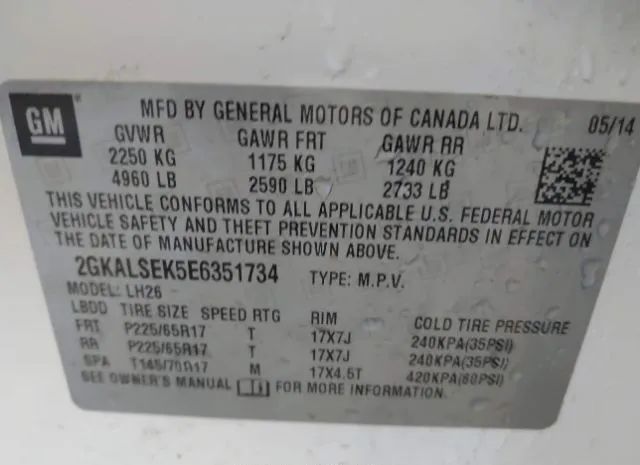 GM
MFD BY GENERAL MOTORS OF CANADA LTD. 05/14
GVWR GAWR FRT GAWR RR
2250 KG 1175 KG 1240 KG
4960 LB 2590 LB 2733 LB
THIS VEHICLE CONFORMS TO ALL APPLICABLE U.S. FEDERAL MOTOR
VEHICLE SAFETY AND THEFT PREVENTION STANDARDS IN EFFECT ON
THE DATE OF MANUFACTURE SHOWN ABOVE.
2GKALSEK5E6351734 TYPE: M.P.V.
MODEL: LH26
LBDD TIRE SIZE SPEED RTG RIM COLD TIRE PRESSURE
FRT P225/65R17 T 17X7J 240KPA(35PSI)
RR P225/65R17 T 17X7J 240KPA(35PSI)
SPA T145/70R17 M 17X4.5T 420KPA(60PSI)
SEE OWNER'S MANUAL FOR MORE INFORMATION.